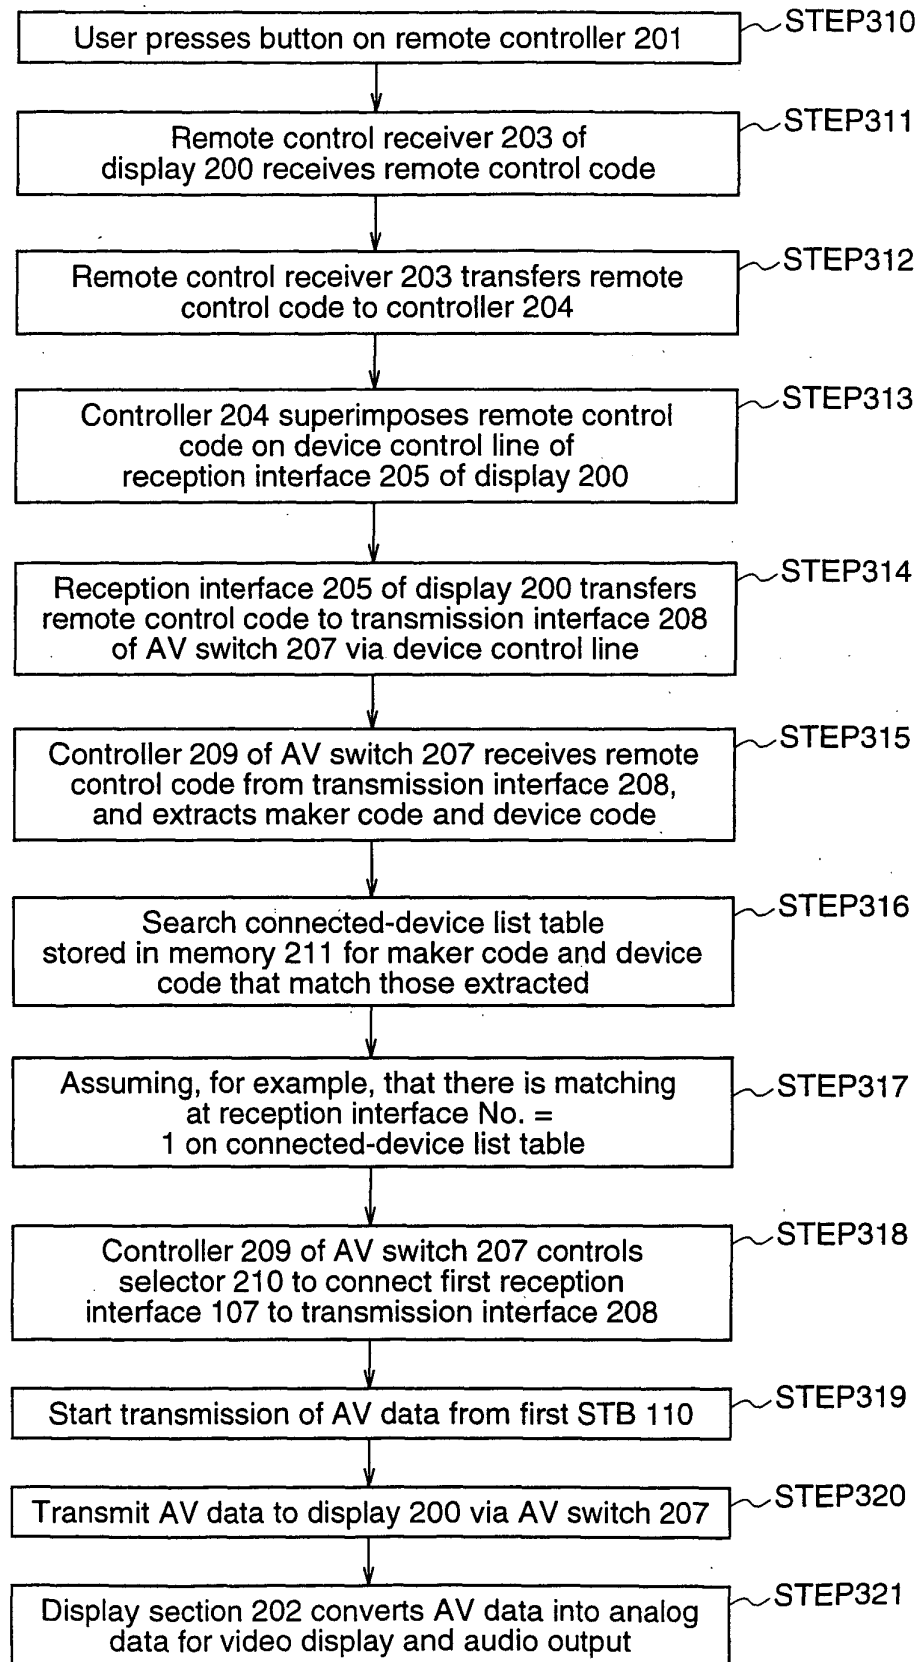 User presses button on remote controller 201
STEP310
Remote control receiver 203 of
display 200 receives remote control code
STEP311
Remote control receiver 203 transfers remote
control code to controller 204
STEP312
Controller 204 superimposes remote control
code on device control line of
reception interface 205 of display 200
STEP313
Reception interface 205 of display 200 transfers
remote control code to transmission interface 208
of AV switch 207 via device control line
STEP314
Controller 209 of AV switch 207 receives remote
control code from transmission interface 208,
and extracts maker code and device code
STEP315
Search connected-device list table
stored in memory 211 for maker code and device
code that match those extracted
STEP316
Assuming, for example, that there is matching
at reception interface No. =
1 on connected-device list table
STEP317
Controller 209 of AV switch 207 controls
selector 210 to connect first reception
interface 107 to transmission interface 208
STEP318
Start transmission of AV data from first STB 110
STEP319
Transmit AV data to display 200 via AV switch 207
STEP320
Display section 202 converts AV data into analog
data for video display and audio output
STEP321